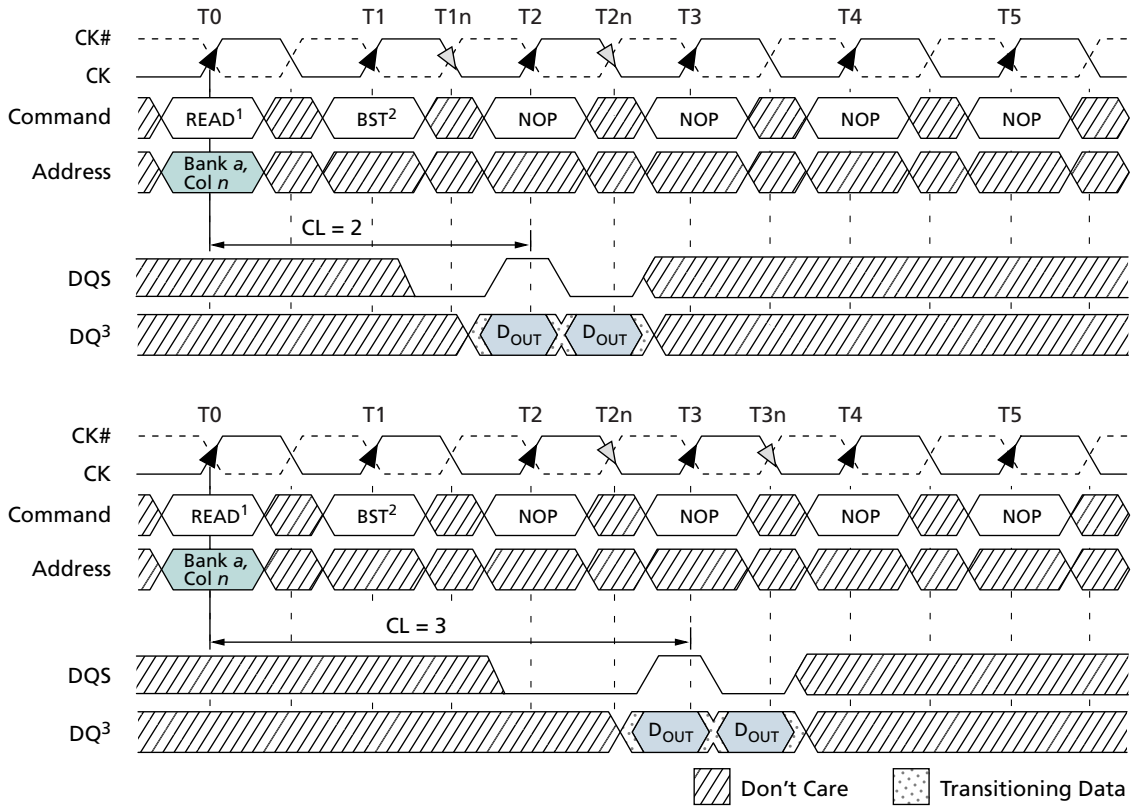 T0 T1 T1n T2 T2n T3 T4 T5
CK#
CK
Command READ¹ BST² NOP NOP NOP NOP
Address Bank a,
Col n
CL = 2
DQS
DQ³ DOUT DOUT
T0 T1 T2 T2n T3 T3n T4 T5
CK#
CK
Command READ¹ BST² NOP NOP NOP NOP
Address Bank a,
Col n
CL = 3
DQS
DQ³ DOUT DOUT
Don't Care Transitioning Data